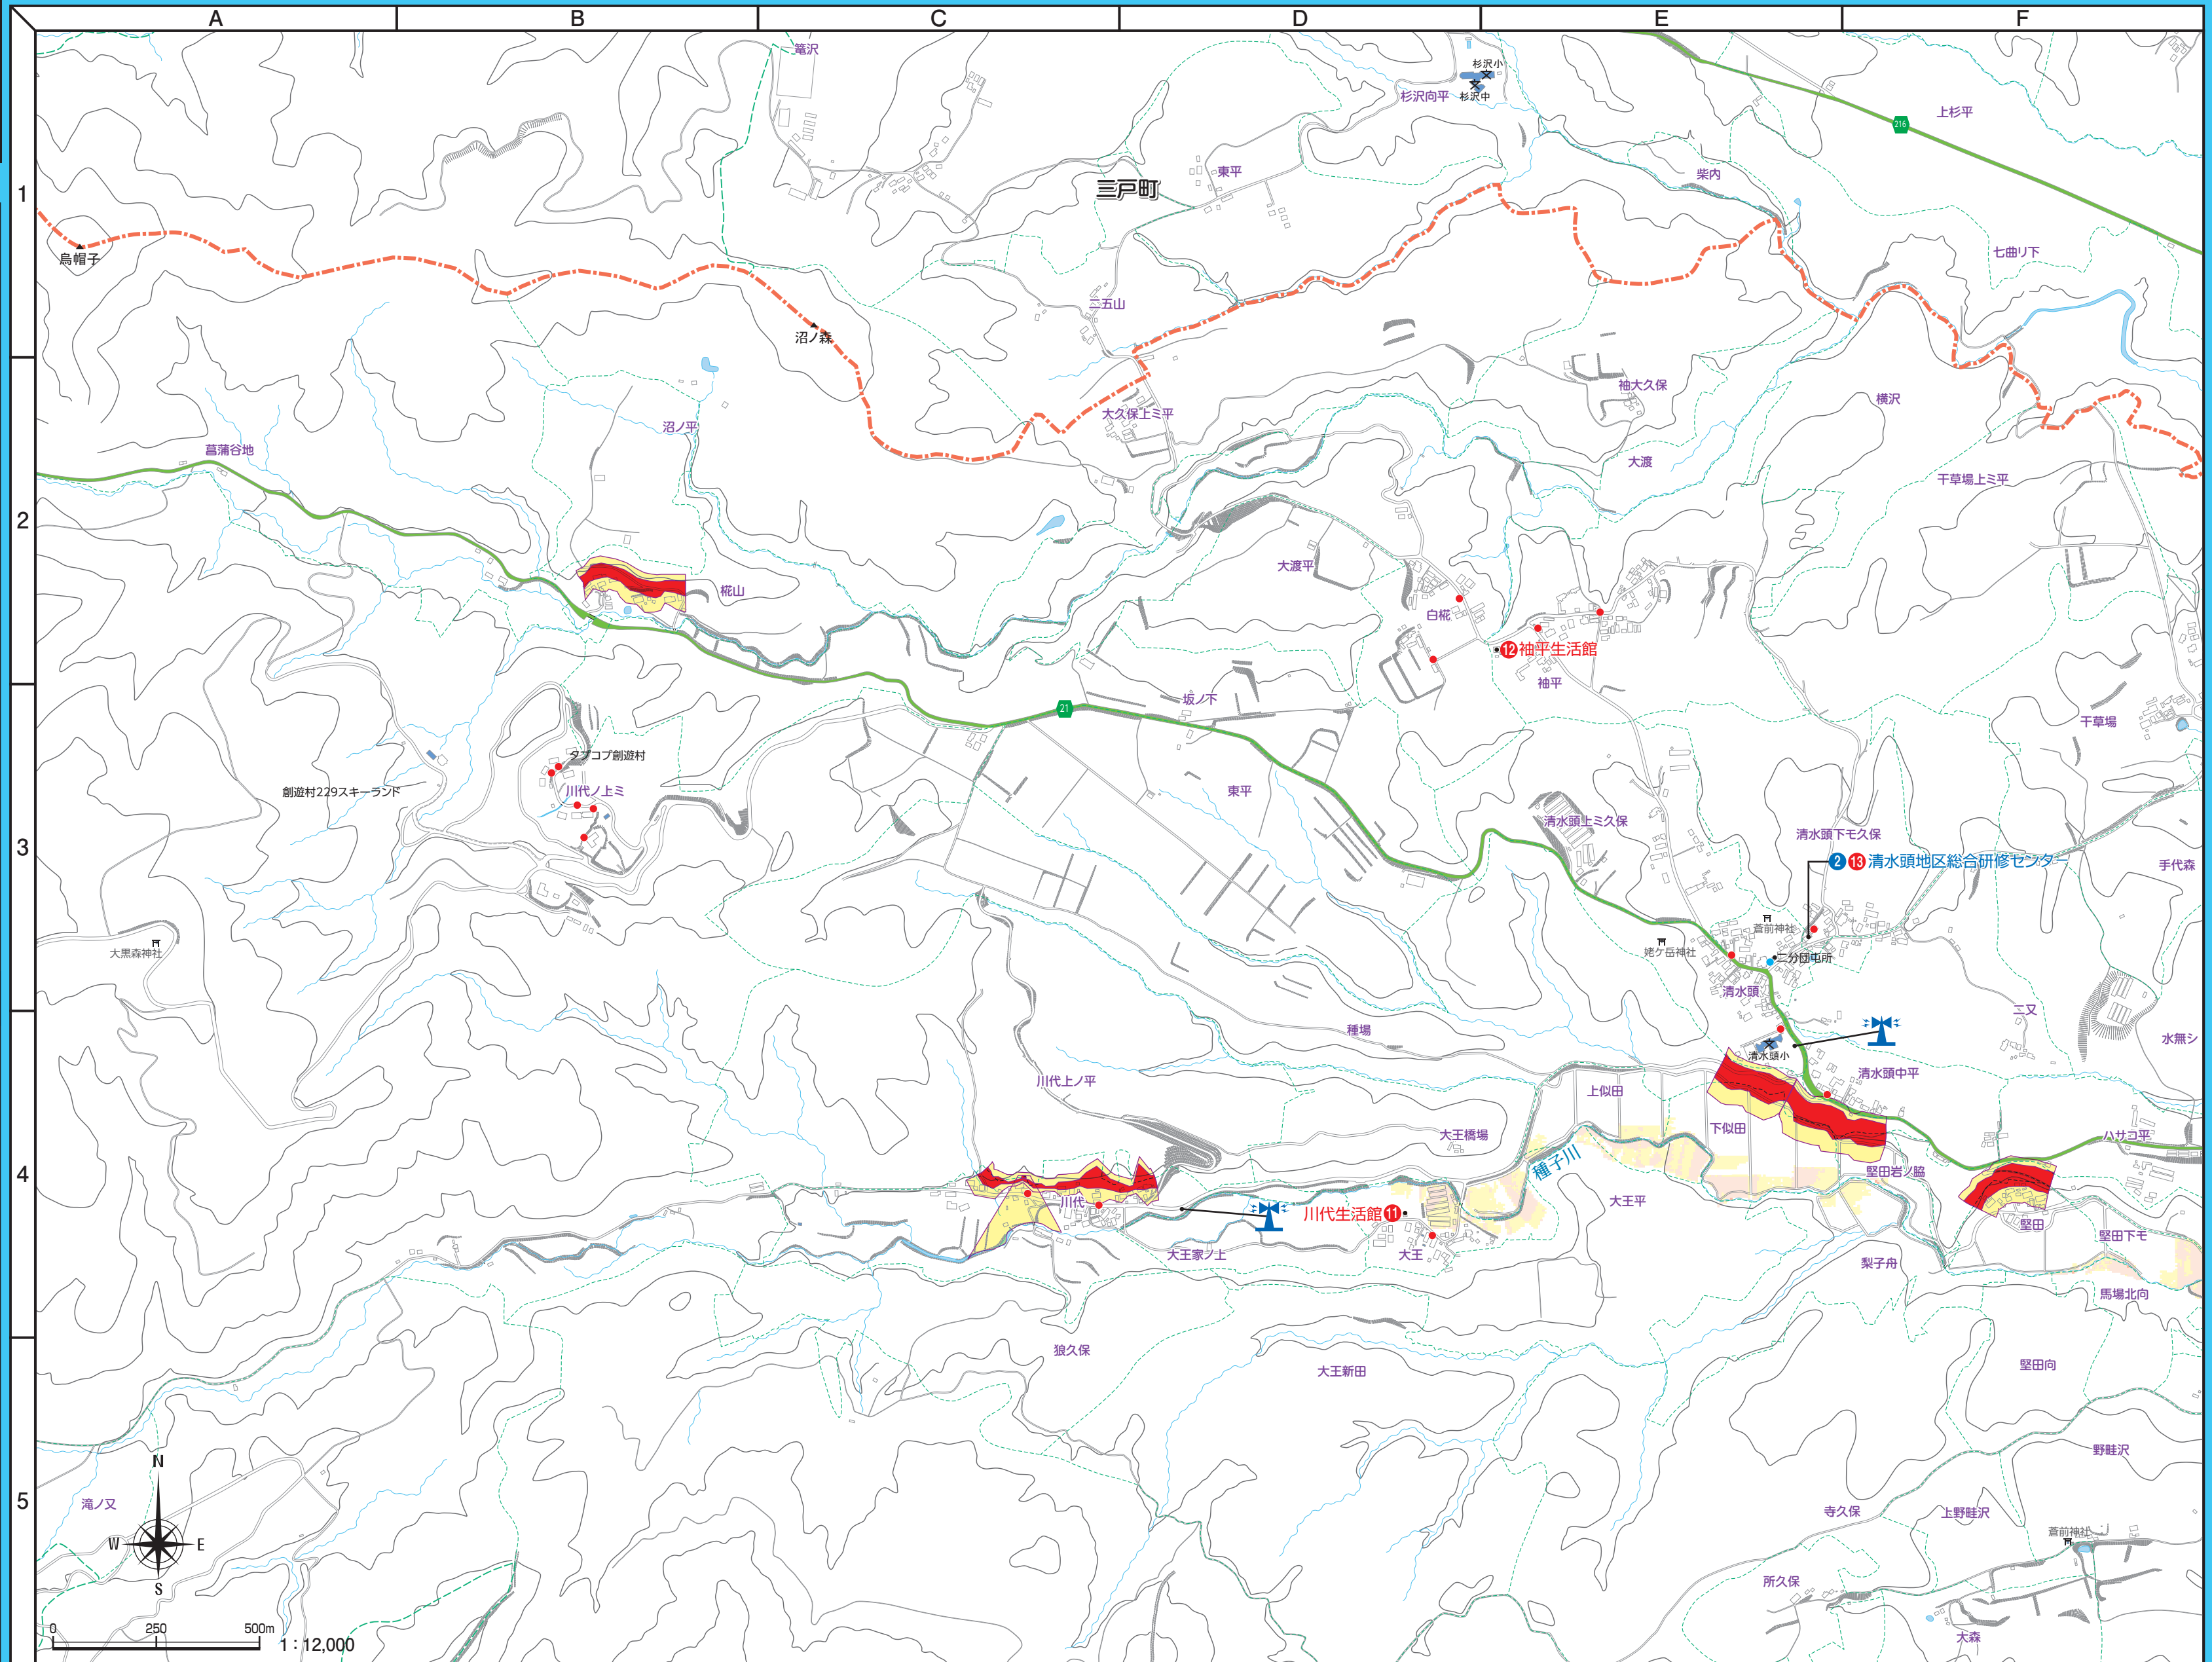 A
B
C
D
E
F
1
2
3
4
5
篭沢
杉沢小
杉沢中
杉沢向平
上杉平
216
三戸町
東平
柴内
烏帽子
七曲り下
三五山
沼ノ森
袖大久保
横沢
大久保上ミ平
沼ノ平
菖蒲谷地
大渡
干草場上ミ平
大渡平
椛山
白椛
⑫袖平生活館
袖平
坂ノ下
21
干草場
タプコプ創遊村
川代ノ上ミ
創遊村229スキーランド
東平
清水頭上ミ久保
清水頭下モ久保
②⑬清水頭地区総合研修センター
手代森
蒼前神社
姥ケ岳神社
大黒森神社
二分団屯所
清水頭
二又
種場
水無シ
清水頭小
川代上ノ平
清水頭中平
上似田
下似田
大王橋場
ハサコ平
種子川
堅田岩ノ脇
大王平
川代
川代生活館⑪
堅田
堅田下モ
大王家ノ上
大王
梨子舟
馬場北向
狼久保
大王新田
堅田向
野畦沢
滝ノ又
寺久保
上野畦沢
蒼前神社
所久保
大森
N
W
E
S
0
250
500m
1：12,000